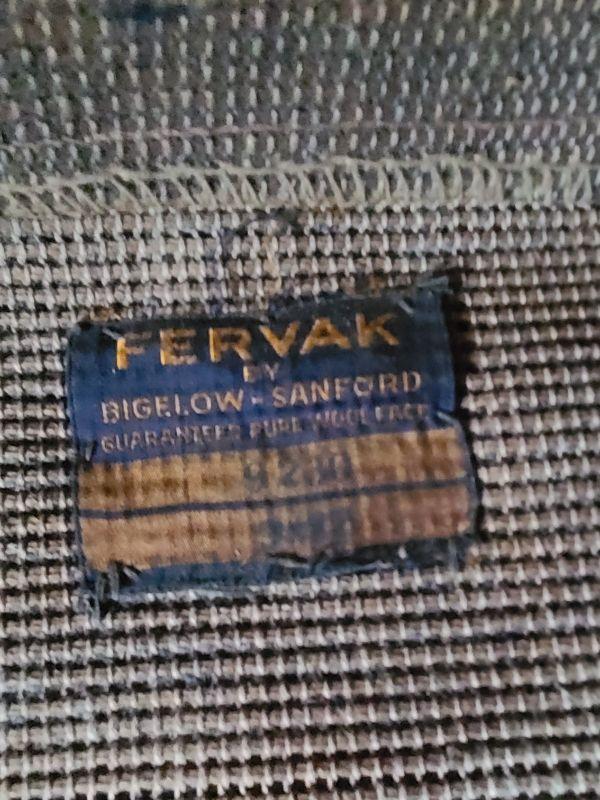 FERVAK
BY
BIGELOW - SANFORD
GUARANTEED PURE WOOL FACE